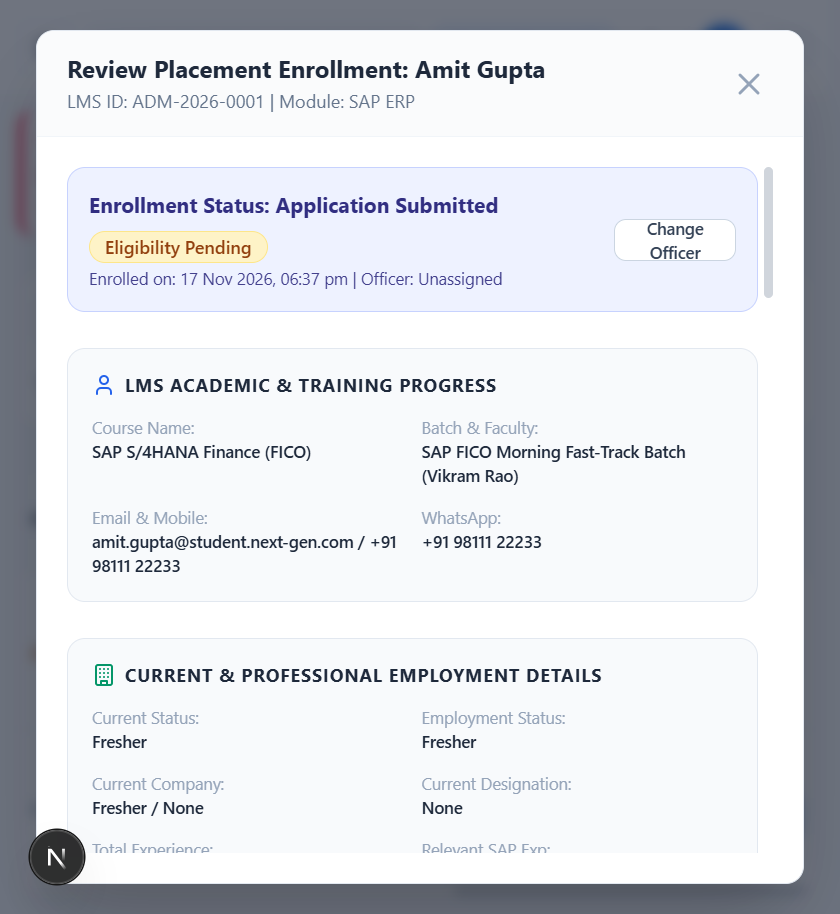 Review Placement Enrollment: Amit Gupta
LMS ID: ADM-2026-0001 | Module: SAP ERP
Enrollment Status: Application Submitted
Eligibility Pending
Enrolled on: 17 Nov 2026, 06:37 pm | Officer: Unassigned
Change
Officer
LMS ACADEMIC & TRAINING PROGRESS
Course Name:
SAP S/4HANA Finance (FICO)
Batch & Faculty:
SAP FICO Morning Fast-Track Batch
(Vikram Rao)
Email & Mobile:
amit.gupta@student.next-gen.com / +91
98111 22233
WhatsApp:
+91 98111 22233
CURRENT & PROFESSIONAL EMPLOYMENT DETAILS
Current Status:
Fresher
Employment Status:
Fresher
Current Company:
Fresher / None
Current Designation:
None
Total Experience:
Relevant SAP Exp:
N